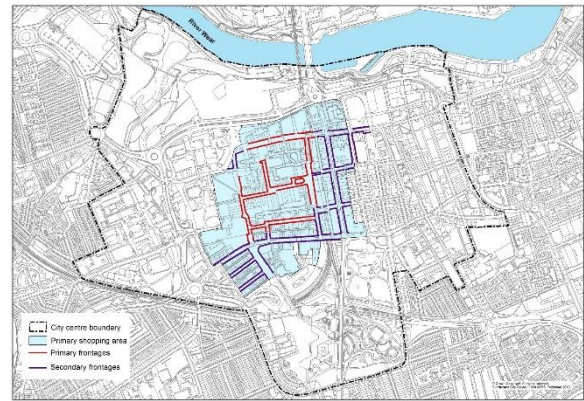 River Wear
City centre boundary
Primary shopping area
Primary frontages
Secondary frontages